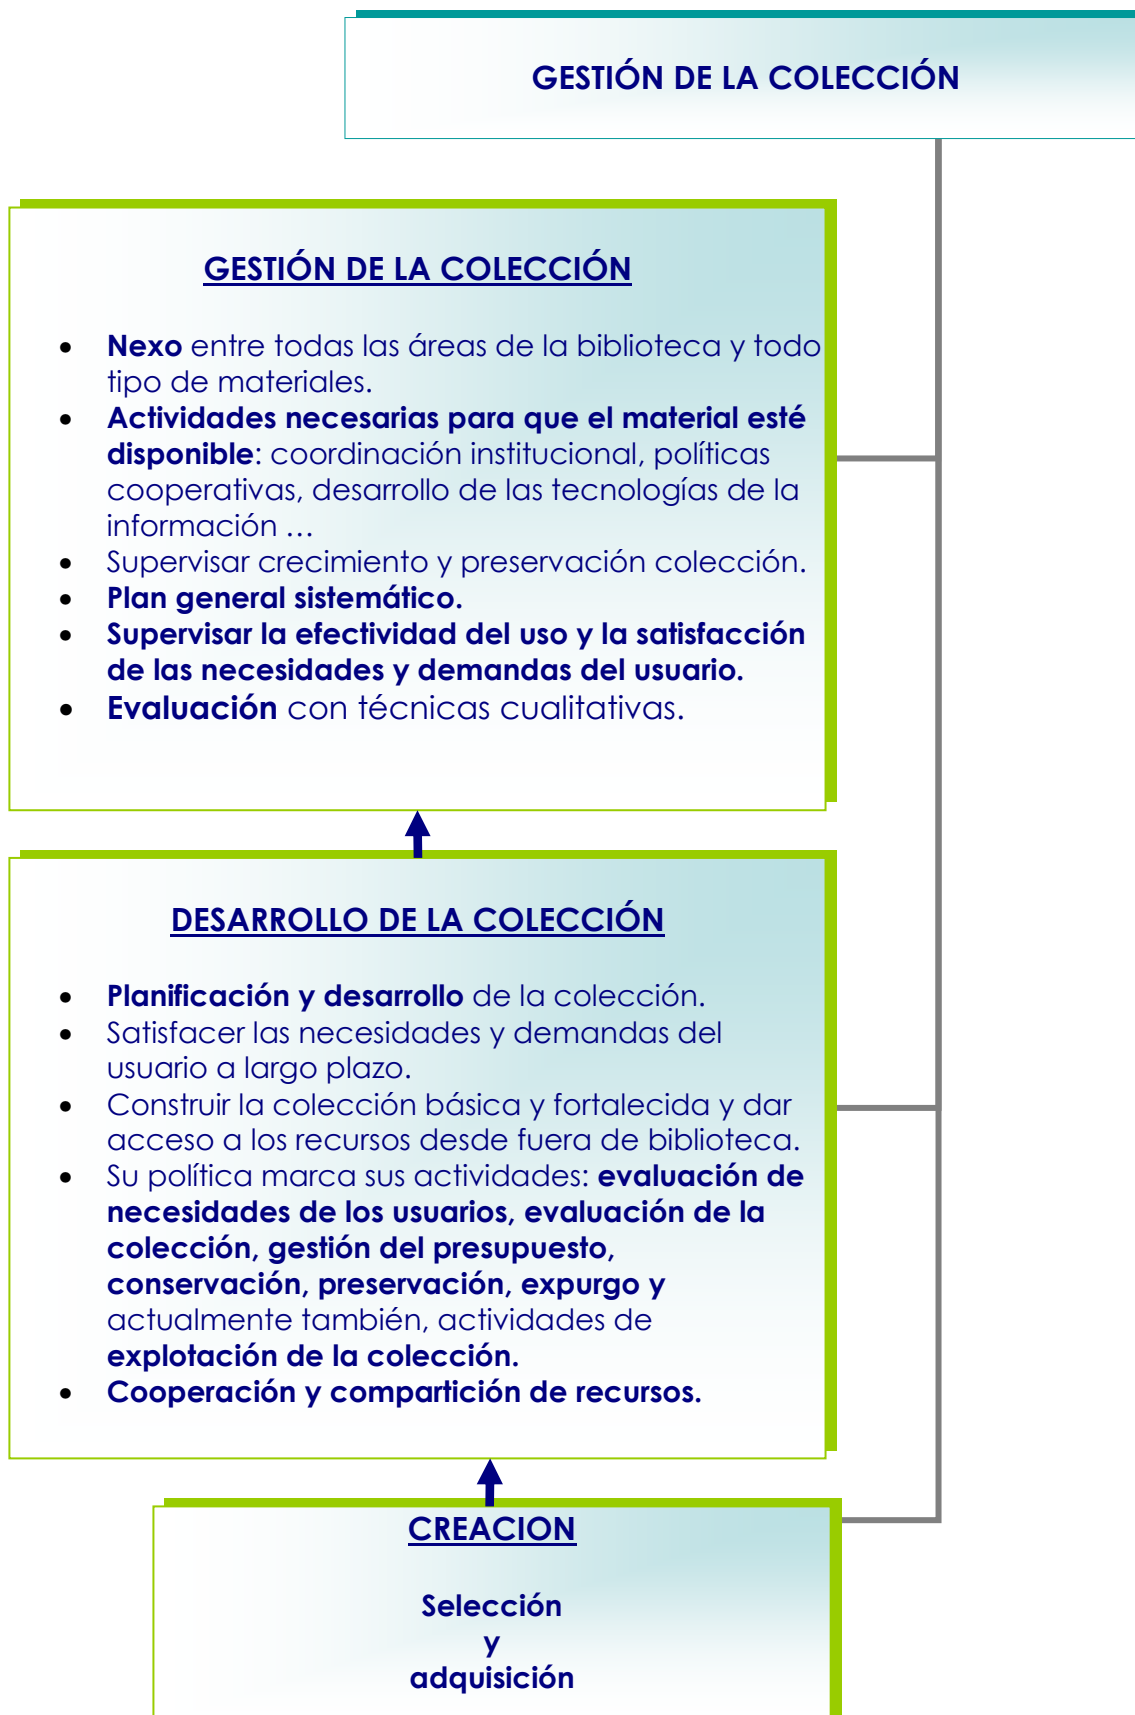 GESTIÓN DE LA COLECCIÓN
GESTIÓN DE LA COLECCIÓN
• Nexo entre todas las áreas de la biblioteca y todo
tipo de materiales.
• Actividades necesarias para que el material esté
disponible: coordinación institucional, políticas
cooperativas, desarrollo de las tecnologías de la
información …
• Supervisar crecimiento y preservación colección.
• Plan general sistemático.
• Supervisar la efectividad del uso y la satisfacción
de las necesidades y demandas del usuario.
• Evaluación con técnicas cualitativas.
DESARROLLO DE LA COLECCIÓN
• Planificación y desarrollo de la colección.
• Satisfacer las necesidades y demandas del
usuario a largo plazo.
• Construir la colección básica y fortalecida y dar
acceso a los recursos desde fuera de biblioteca.
• Su política marca sus actividades: evaluación de
necesidades de los usuarios, evaluación de la
colección, gestión del presupuesto,
conservación, preservación, expurgo y
actualmente también, actividades de
explotación de la colección.
• Cooperación y compartición de recursos.
CREACION
Selección
y
adquisición